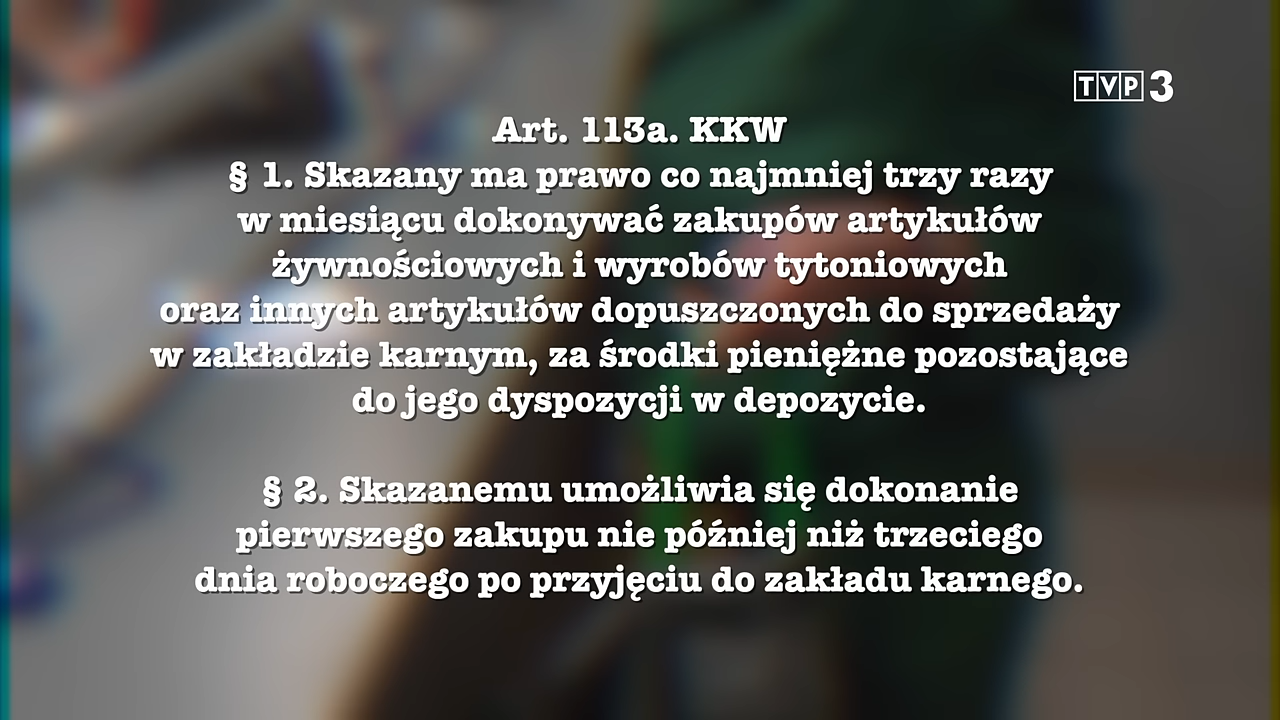 TVP 3
Art. 113a. KKW
§ 1. Skazany ma prawo co najmniej trzy razy
w miesiącu dokonywać zakupów artykułów
żywnościowych i wyrobów tytoniowych
oraz innych artykułów dopuszczonych do sprzedaży
w zakładzie karnym, za środki pieniężne pozostające
do jego dyspozycji w depozycie.
§ 2. Skazanemu umożliwia się dokonanie
pierwszego zakupu nie później niż trzeciego
dnia roboczego po przyjęciu do zakładu karnego.